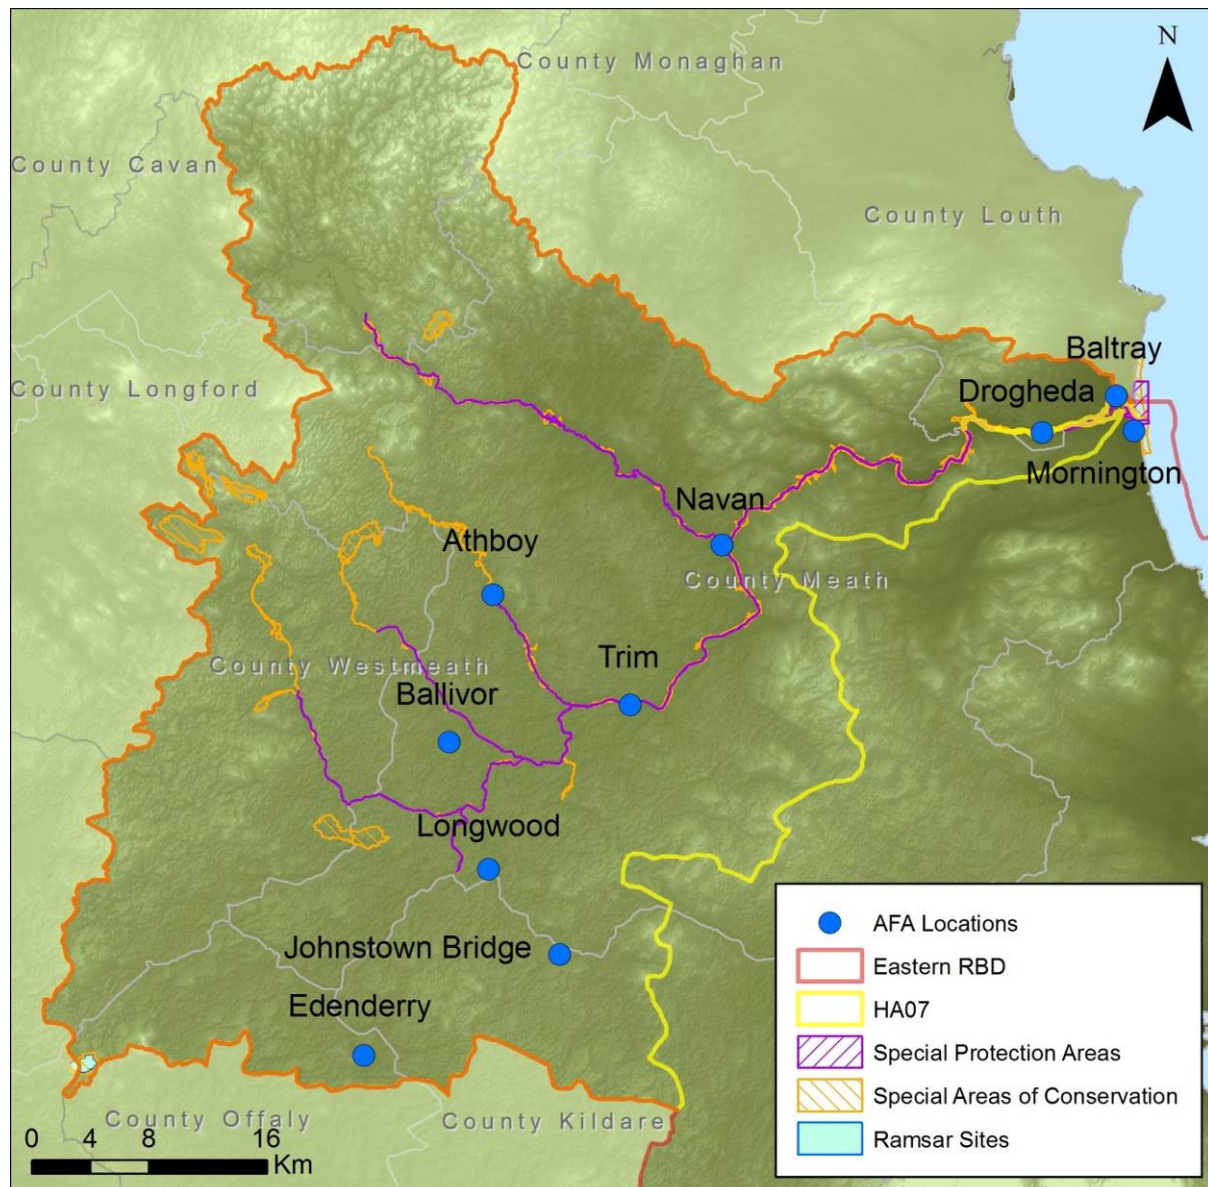 N
County Monaghan
County Cavan
County Louth
Baltray
County Longford
Drogheda
Mornington
Navan
Athboy
County Meath
Trim
County Westmeath
Ballivor
Longwood
Johnstown Bridge
Edenderry
County Offaly
County Kildare
0 4 8 16
Km
AFA Locations
Eastern RBD
HA07
Special Protection Areas
Special Areas of Conservation
Ramsar Sites